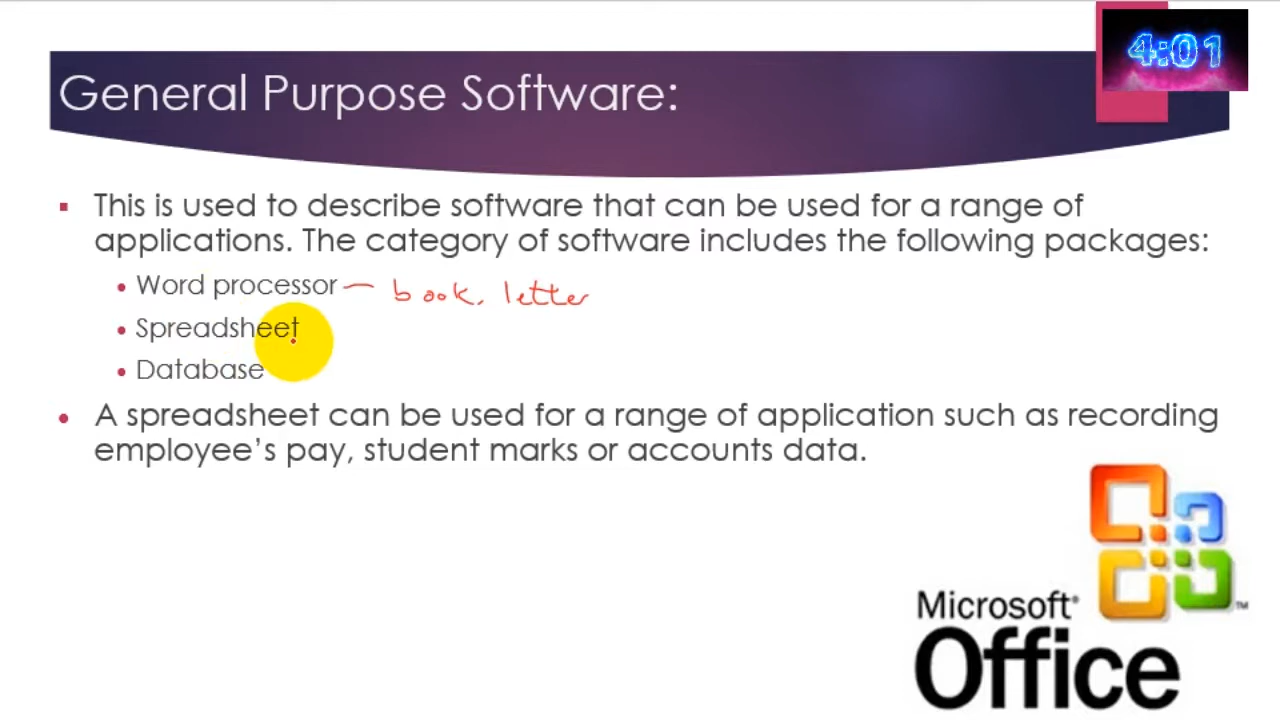 4:01
General Purpose Software:
This is used to describe software that can be used for a range of
applications. The category of software includes the following packages:
Word processor — book, letter
Spreadsheet
Database
A spreadsheet can be used for a range of application such as recording
employee’s pay, student marks or accounts data.
Microsoft®
Office™